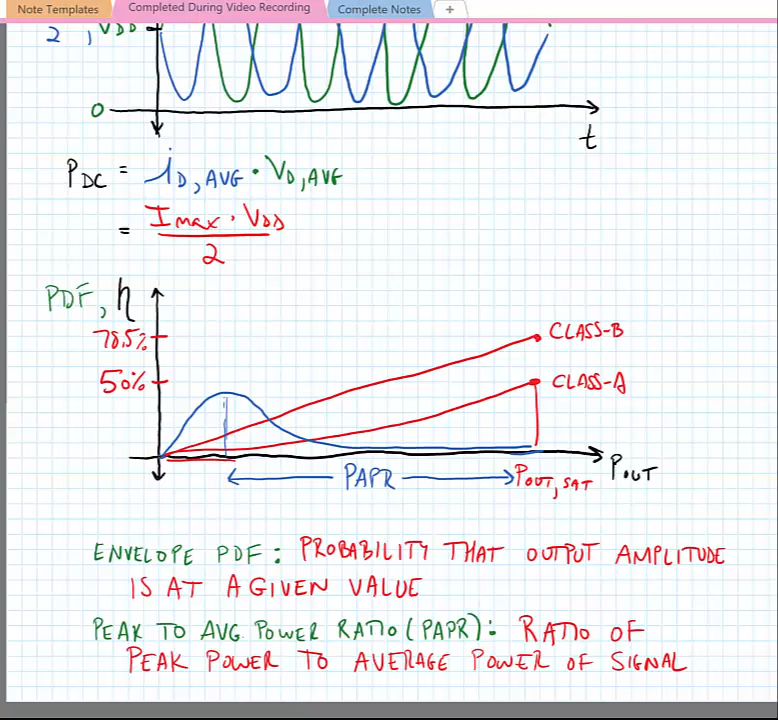 Note Templates
Completed During Video Recording
Complete Notes
+
2 , VDD
0
t
PDC = iD,AVG · VD,AVG
= Imax · VDD
2
PDF, η
78.5%
CLASS-B
50%
CLASS-A
PAPR
POUT,SAT
POUT
ENVELOPE PDF: PROBABILITY THAT OUTPUT AMPLITUDE
IS AT A GIVEN VALUE
PEAK TO AVG. POWER RATIO (PAPR): RATIO OF
PEAK POWER TO AVERAGE POWER OF SIGNAL